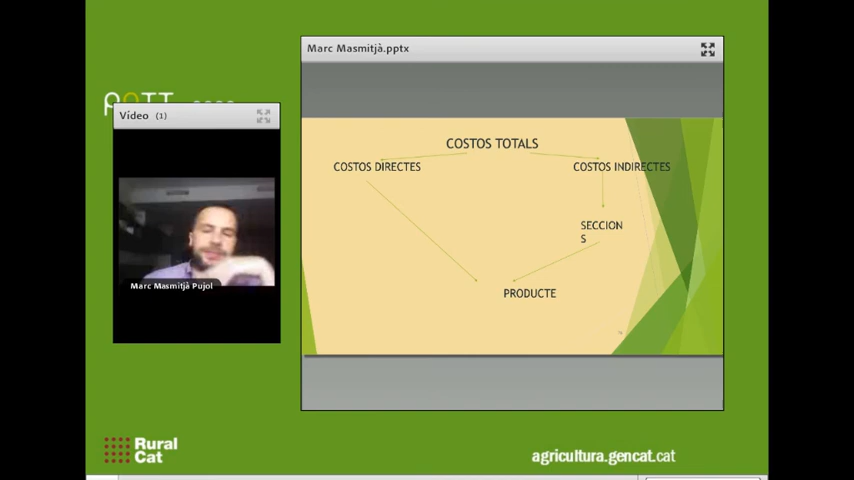 Marc Masmitjà.pptx
Vídeo (1)
COSTOS TOTALS
COSTOS DIRECTES
COSTOS INDIRECTES
SECCION
S
PRODUCTE
Marc Masmitjà Pujol
Rural
Cat
agricultura.gencat.cat